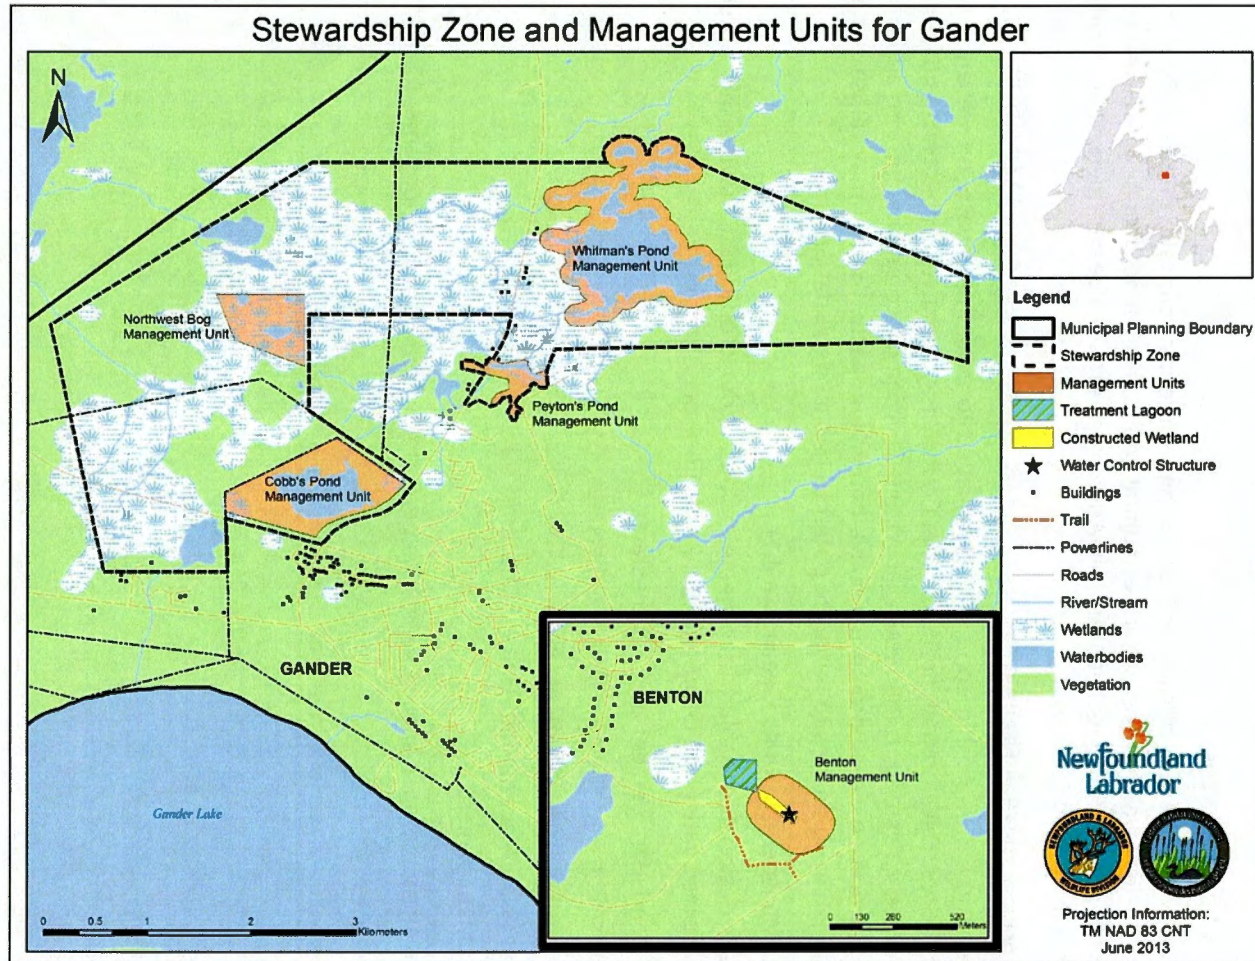 Stewardship Zone and Management Units for Gander
N
Whitman's Pond
Management Unit
Northwest Bog
Management Unit
Peyton's Pond
Management Unit
Cobb's Pond
Management Unit
GANDER
Gander Lake
0 0.5 1 2 3
Kilometers
BENTON
Benton
Management Unit
0 130 260 520
Meters
Legend
Municipal Planning Boundary
Stewardship Zone
Management Units
Treatment Lagoon
Constructed Wetland
Water Control Structure
Buildings
Trail
Powerlines
Roads
River/Stream
Wetlands
Waterbodies
Vegetation
Newfoundland
Labrador
NEWFOUNDLAND & LABRADOR
WILDLIFE DIVISION
Projection Information:
TM NAD 83 CNT
June 2013